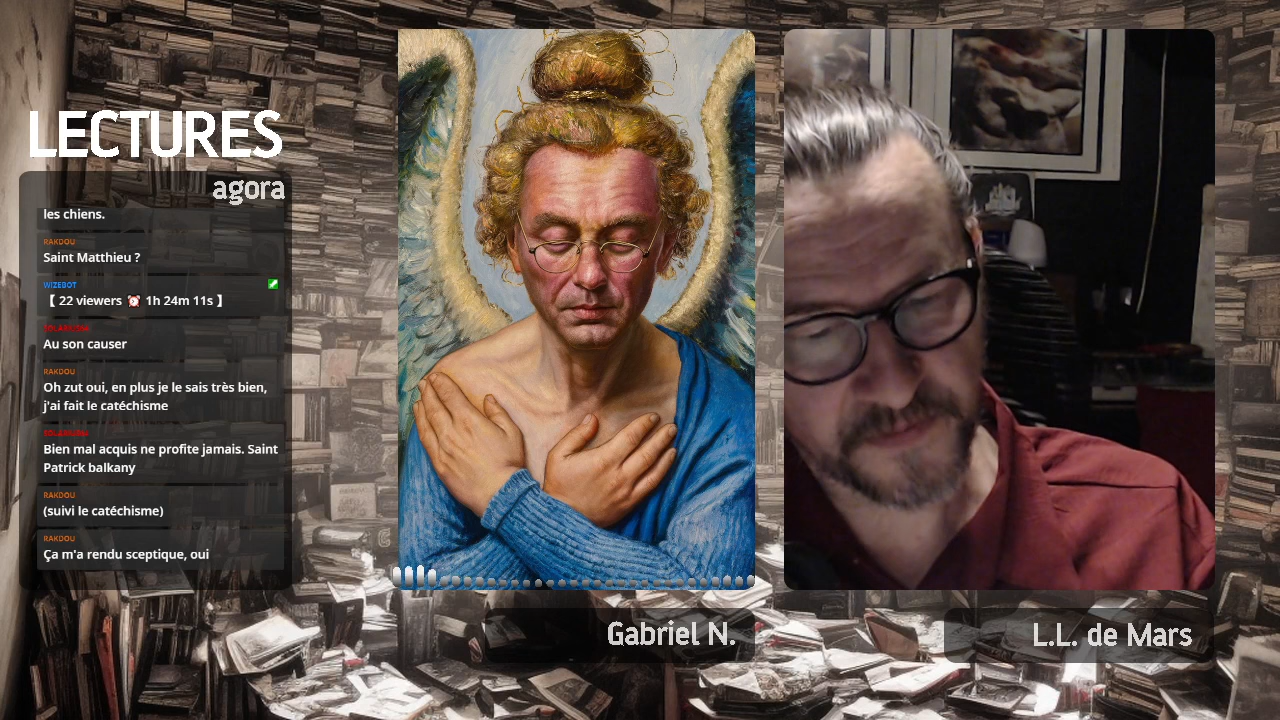 LECTURES
agora
les chiens.
RAKDOU
Saint Matthieu ?
WIZEBOT
【 22 viewers ⏰ 1h 24m 11s 】
Au son causer
RAKDOU
Oh zut oui, en plus je le sais très bien,
j'ai fait le catéchisme
Bien mal acquis ne profite jamais. Saint
Patrick balkany
RAKDOU
(suivi le catéchisme)
RAKDOU
Ça m'a rendu sceptique, oui
Gabriel N.
L.L. de Mars